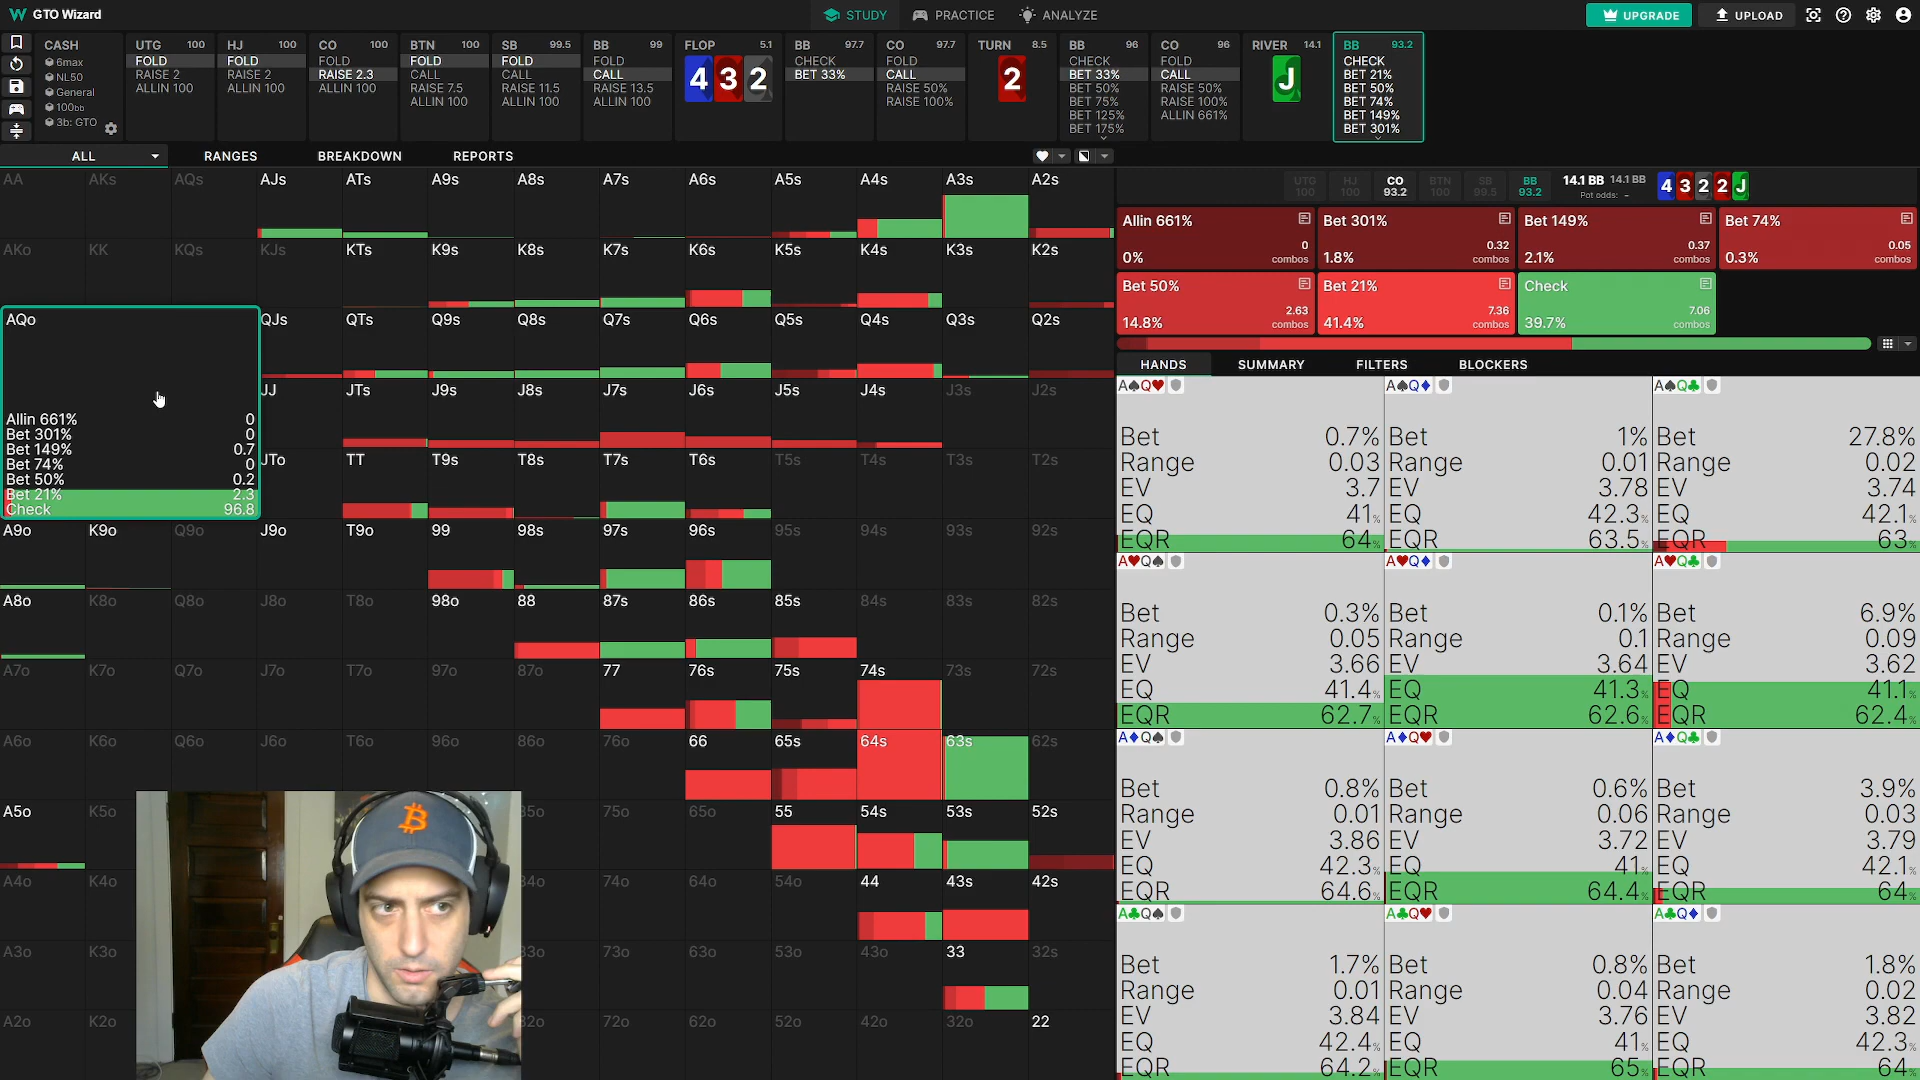 GTO Wizard
STUDY
PRACTICE
ANALYZE
UPGRADE
UPLOAD
CASH
6max
NL50
General
100bb
3b: GTO
UTG 100
FOLD
RAISE 2
ALLIN 100
HJ 100
FOLD
RAISE 2
ALLIN 100
CO 100
FOLD
RAISE 2.3
ALLIN 100
BTN 100
FOLD
CALL
RAISE 7.5
ALLIN 100
SB 99.5
FOLD
CALL
RAISE 11.5
ALLIN 100
BB 99
FOLD
CALL
RAISE 13.5
ALLIN 100
FLOP 5.1
4 3 2
BB 97.7
CHECK
BET 33%
CO 97.7
FOLD
CALL
RAISE 50%
RAISE 100%
TURN 8.5
2
BB 96
CHECK
BET 33%
BET 50%
BET 75%
BET 125%
BET 175%
CO 96
FOLD
CALL
RAISE 50%
RAISE 100%
ALLIN 661%
RIVER 14.1
J
BB 93.2
CHECK
BET 21%
BET 50%
BET 74%
BET 149%
BET 301%
ALL
RANGES
BREAKDOWN
REPORTS
AA AKs AQs AJs ATs A9s A8s A7s A6s A5s A4s A3s A2s
AKo KK KQs KJs KTs K9s K8s K7s K6s K5s K4s K3s K2s
AQo
Allin 661% 0
Bet 301% 0
Bet 149% 0.7
Bet 74% 0
Bet 50% 0.2
Bet 21% 2.3
Check 96.8
QJs QTs Q9s Q8s Q7s Q6s Q5s Q4s Q3s Q2s
JJ JTs J9s J8s J7s J6s J5s J4s J3s J2s
JTo TT T9s T8s T7s T6s T5s T4s T3s T2s
A9o K9o Q9o J9o T9o 99 98s 97s 96s 95s 94s 93s 92s
A8o K8o Q8o J8o T8o 98o 88 87s 86s 85s 84s 83s 82s
A7o K7o Q7o J7o T7o 97o 87o 77 76s 75s 74s 73s 72s
A6o K6o Q6o J6o T6o 96o 86o 76o 66 65s 64s 63s 62s
A5o K5o 75o 65o 55 54s 53s 52s
A4o K4o 74o 64o 54o 44 43s 42s
A3o K3o 73o 63o 53o 43o 33 32s
A2o K2o 72o 62o 52o 42o 32o 22
UTG 100
HJ 100
CO 93.2
BTN 100
SB 99.5
BB 93.2
14.1 BB 14.1 BB
Pot odds: –
4 3 2 2 J
Allin 661%
0
0% combos
Bet 301%
0.32
1.8% combos
Bet 149%
0.37
2.1% combos
Bet 74%
0.05
0.3% combos
Bet 50%
2.63
14.8% combos
Bet 21%
7.36
41.4% combos
Check
7.06
39.7% combos
HANDS
SUMMARY
FILTERS
BLOCKERS
A♠Q♥
Bet 0.7%
Range 0.03
EV 3.7
EQ 41%
EQR 64%
A♠Q♦
Bet 1%
Range 0.01
EV 3.78
EQ 42.3%
EQR 63.5%
A♠Q♣
Bet 27.8%
Range 0.02
EV 3.74
EQ 42.1%
EQR 63%
A♥Q♠
Bet 0.3%
Range 0.05
EV 3.66
EQ 41.4%
EQR 62.7%
A♥Q♦
Bet 0.1%
Range 0.1
EV 3.64
EQ 41.3%
EQR 62.6%
A♥Q♣
Bet 6.9%
Range 0.09
EV 3.62
EQ 41.1%
EQR 62.4%
A♦Q♠
Bet 0.8%
Range 0.01
EV 3.86
EQ 42.3%
EQR 64.6%
A♦Q♥
Bet 0.6%
Range 0.06
EV 3.72
EQ 41%
EQR 64.4%
A♦Q♣
Bet 3.9%
Range 0.03
EV 3.79
EQ 42.1%
EQR 64%
A♣Q♠
Bet 1.7%
Range 0.01
EV 3.84
EQ 42.4%
EQR 64.2%
A♣Q♥
Bet 0.8%
Range 0.04
EV 3.76
EQ 41%
EQR 65%
A♣Q♦
Bet 1.8%
Range 0.02
EV 3.82
EQ 42.3%
EQR 64%